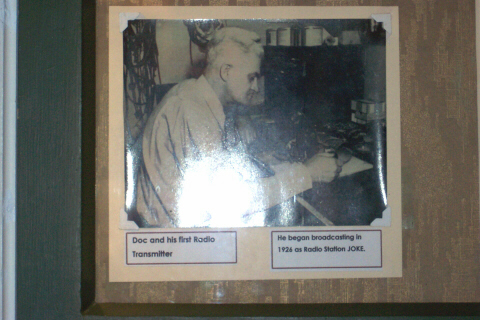 Doc and his first Radio
Transmitter
He began broadcasting in
1926 as Radio Station JOKE.